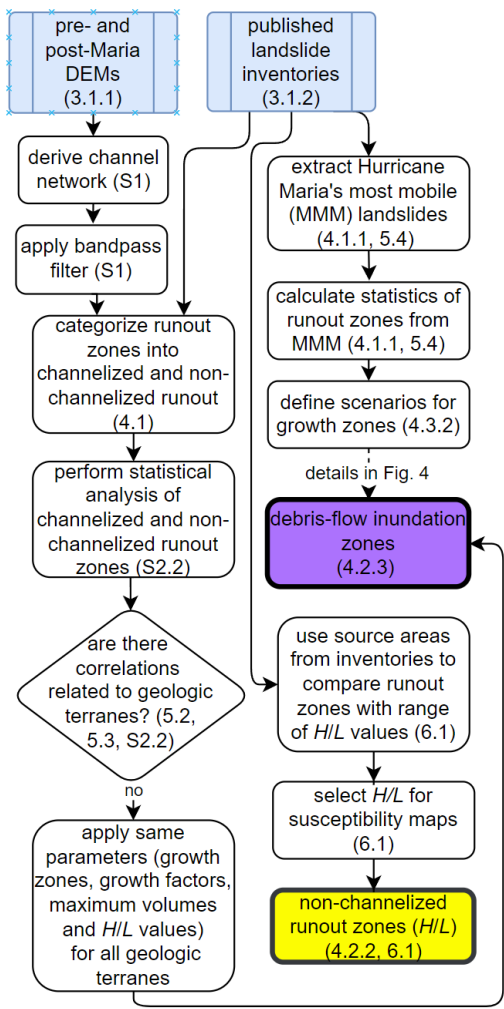 pre- and
post-Maria
DEMs
(3.1.1)
published
landslide
inventories
(3.1.2)
derive channel
network (S1)
apply bandpass
filter (S1)
categorize runout
zones into
channelized and non-
channelized runout
(4.1)
perform statistical
analysis of
channelized and non-
channelized runout
zones (S2.2)
are there
correlations
related to geologic
terranes? (5.2,
5.3, S2.2)
no
apply same
parameters (growth
zones, growth factors,
maximum volumes
and H/L values)
for all geologic
terranes
extract Hurricane
Maria's most mobile
(MMM) landslides
(4.1.1, 5.4)
calculate statistics of
runout zones from
MMM (4.1.1, 5.4)
define scenarios for
growth zones (4.3.2)
details in Fig. 4
debris-flow inundation
zones
(4.2.3)
use source areas
from inventories to
compare runout
zones with range
of H/L values (6.1)
select H/L for
susceptibility maps
(6.1)
non-channelized
runout zones (H/L)
(4.2.2, 6.1)